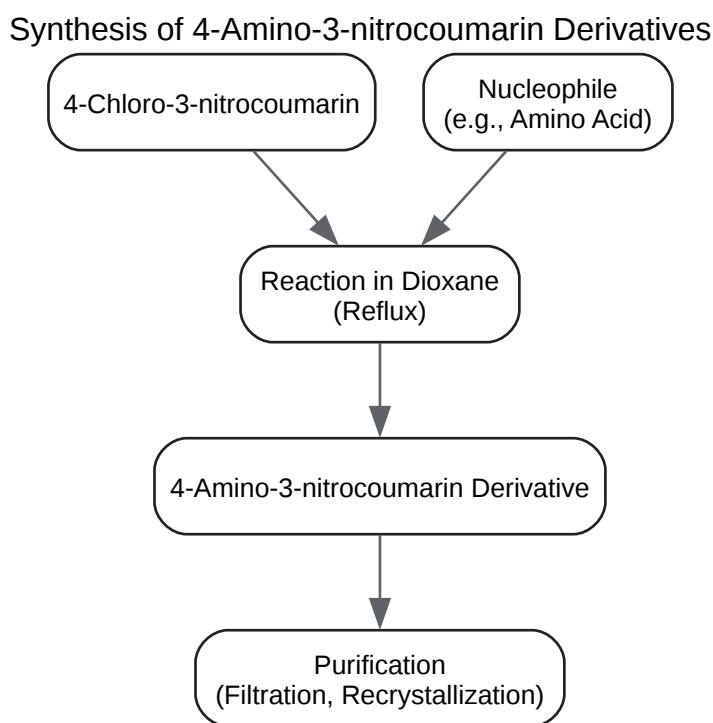 Synthesis of 4-Amino-3-nitrocoumarin Derivatives
4-Chloro-3-nitrocoumarin
Nucleophile
(e.g., Amino Acid)
Reaction in Dioxane
(Reflux)
4-Amino-3-nitrocoumarin Derivative
Purification
(Filtration, Recrystallization)